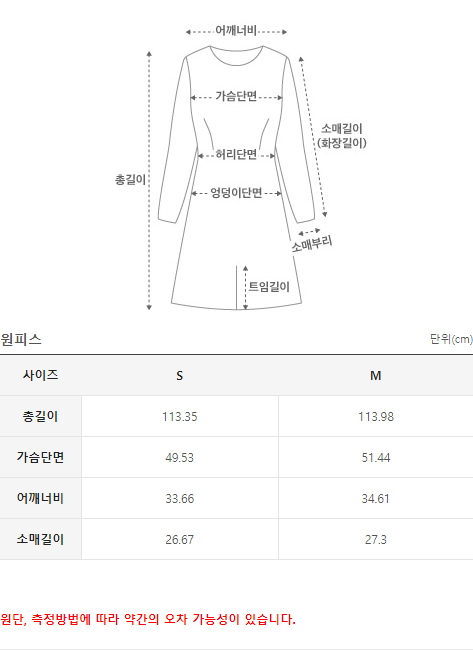 어깨너비
가슴단면
소매길이
(화장길이)
허리단면
총길이
엉덩이단면
소매부리
트임길이
원피스 단위(cm)
사이즈 S M
총길이 113.35 113.98
가슴단면 49.53 51.44
어깨너비 33.66 34.61
소매길이 26.67 27.3
원단, 측정방법에 따라 약간의 오차 가능성이 있습니다.